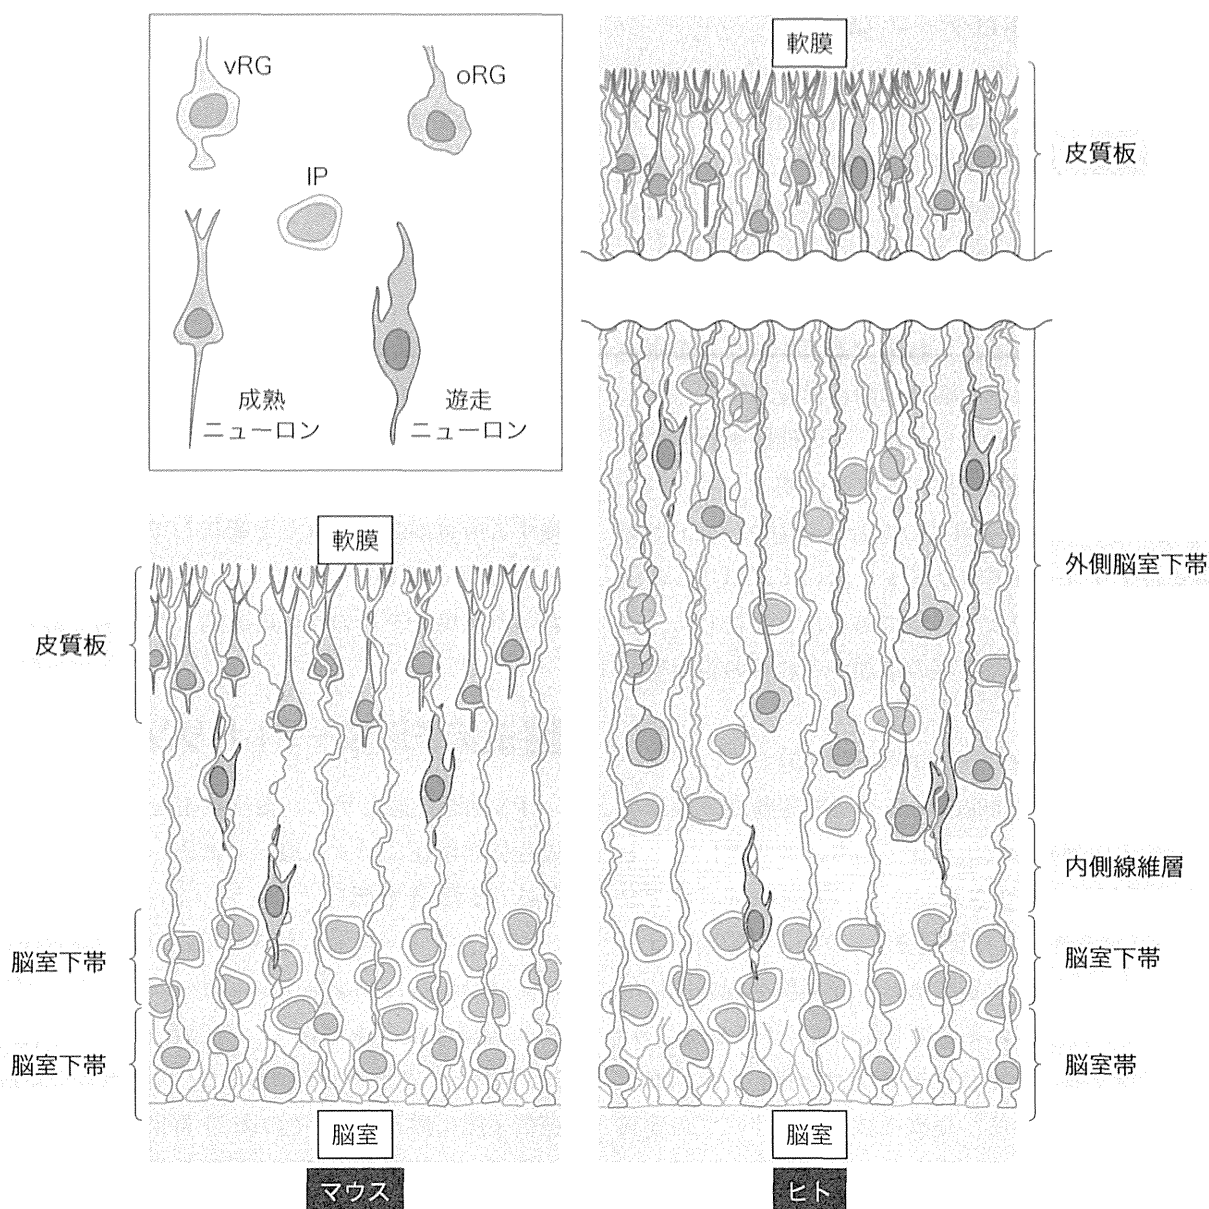 vRG
oRG
IP
成熟
ニューロン
遊走
ニューロン
軟膜
皮質板
脳室下帯
脳室下帯
脳室
マウス
軟膜
皮質板
外側脳室下帯
内側線維層
脳室下帯
脳室帯
脳室
ヒト